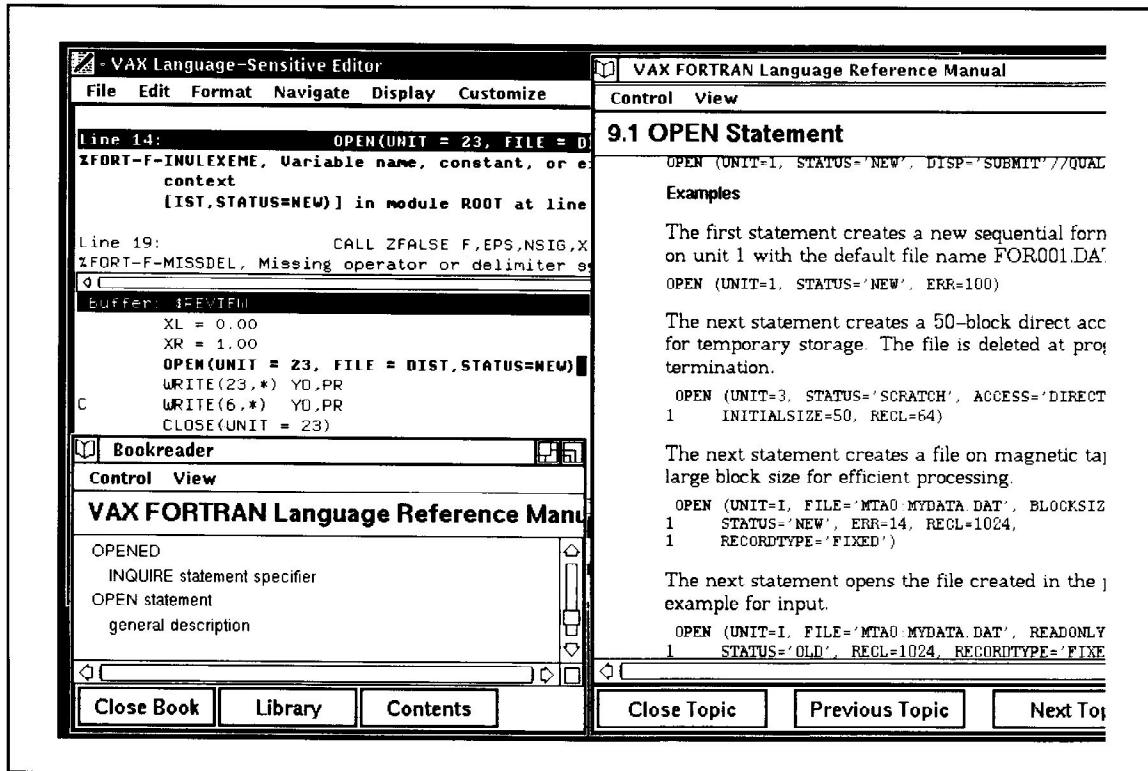 - VAX Language-Sensitive Editor
File Edit Format Navigate Display Customize
Line 14: OPEN(UNIT = 23, FILE = D
%FORT-F-INVLEXEME, Variable name, constant, or e
context
[IST,STATUS=NEW)] in module ROOT at line
Line 19: CALL ZFALSE F,EPS,NSIG,X
%FORT-F-MISSDEL, Missing operator or delimiter s
Buffer: $REVIEW
XL = 0.00
XR = 1.00
OPEN(UNIT = 23, FILE = DIST,STATUS=NEW)
WRITE(23,*) YO,PR
C WRITE(6,*) YO,PR
CLOSE(UNIT = 23)
Bookreader
Control View
VAX FORTRAN Language Reference Manu
OPENED
INQUIRE statement specifier
OPEN statement
general description
Close Book Library Contents
VAX FORTRAN Language Reference Manual
Control View
9.1 OPEN Statement
OPEN (UNIT=1, STATUS='NEW', DISP='SUBMIT'//QUAL
Examples
The first statement creates a new sequential form
on unit 1 with the default file name FOR001.DA
OPEN (UNIT=1, STATUS='NEW', ERR=100)
The next statement creates a 50-block direct acc
for temporary storage. The file is deleted at prog
termination.
OPEN (UNIT=3, STATUS='SCRATCH', ACCESS='DIRECT
1 INITIALSIZE=50, RECL=64)
The next statement creates a file on magnetic ta
large block size for efficient processing.
OPEN (UNIT=I, FILE='MTA0:MYDATA.DAT', BLOCKSIZ
1 STATUS='NEW', ERR=14, RECL=1024,
1 RECORDTYPE='FIXED')
The next statement opens the file created in the
example for input.
OPEN (UNIT=I, FILE='MTA0:MYDATA.DAT', READONLY
1 STATUS='OLD', RECL=1024, RECORDTYPE='FIXE
Close Topic Previous Topic Next Top